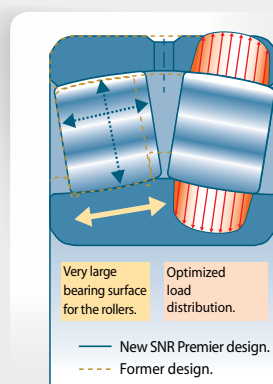 Very large
bearing surface
for the rollers.
Optimized
load
distribution.
New SNR Premier design.
Former design.